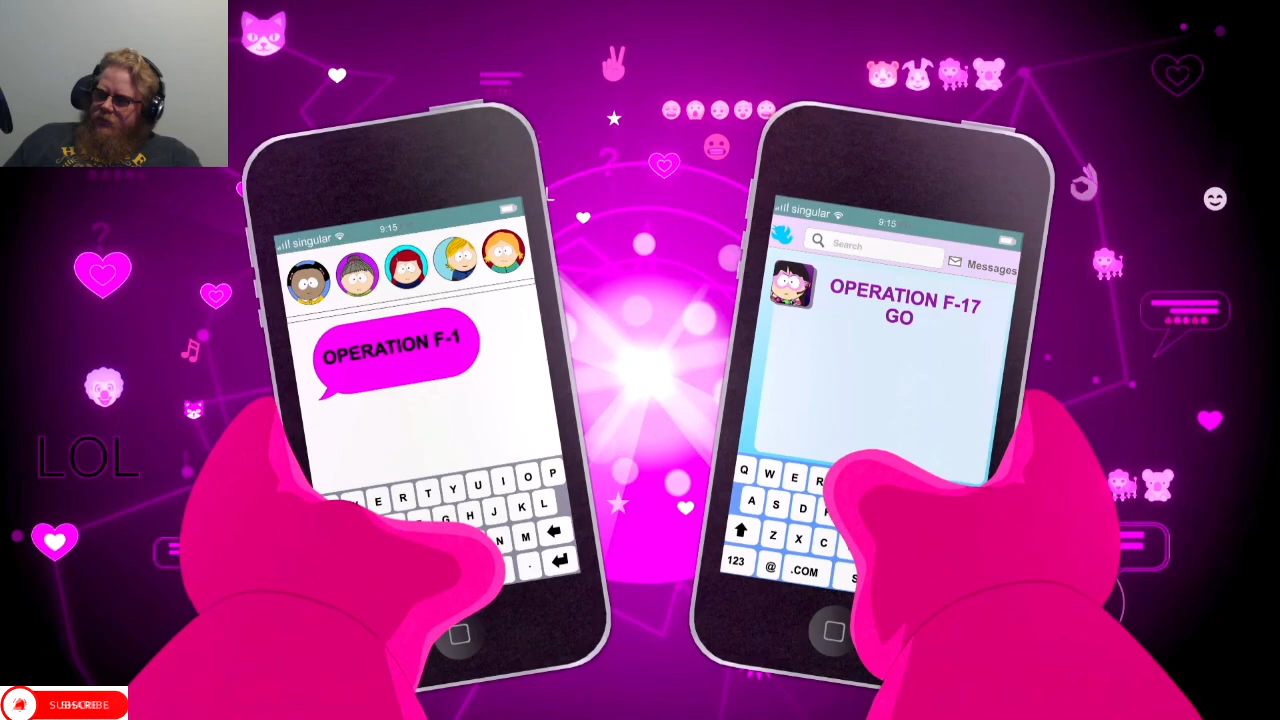 singular 9:15
OPERATION F-1
E R T Y U I O P
G H J K L
N M
.
singular 9:15
Search
Messages
OPERATION F-17
GO
Q W E R
A S D
Z X C
123 @ .COM S
LOL
SUBSCRIBE